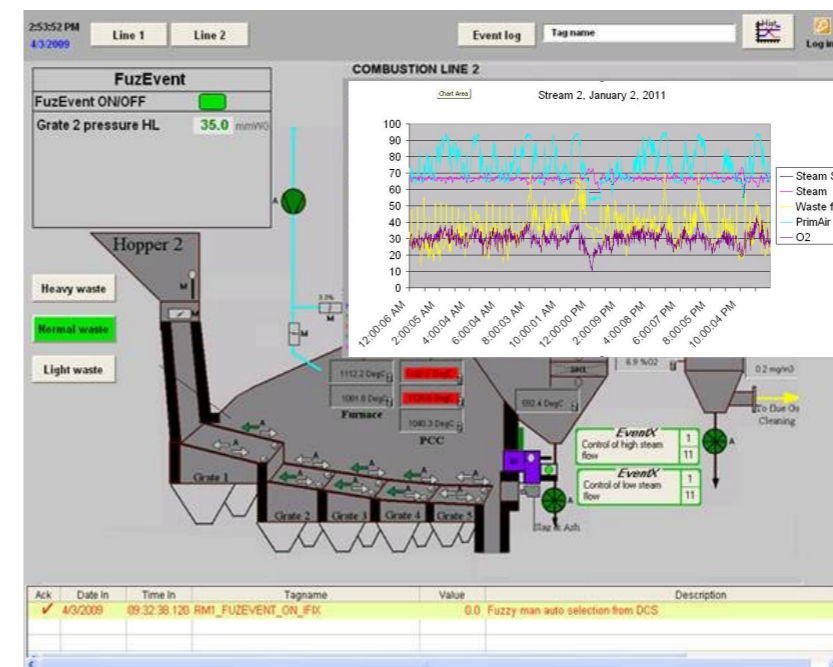 2:53:52 PM
4/3/2009
Line 1
Line 2
Event log
Tag name
Hist.
Log in
FuzEvent
FuzEvent ON/OFF
Grate 2 pressure HL 35.0 mmWG
COMBUSTION LINE 2
Chart Area
Stream 2, January 2, 2011
100
90
80
70
60
50
40
30
20
10
0
12:00:06 AM
2:00:05 AM
4:00:04 AM
6:00:04 AM
8:00:03 AM
10:00:01 AM
12:00:00 PM
2:00:09 PM
4:00:08 PM
6:00:07 PM
8:00:05 PM
10:00:04 PM
Steam S
Steam
Waste f
PrimAir
O2
A
Hopper 2
M
M
Heavy waste
Normal waste
Light waste
3.2%
M
M
1112.2 DegC
1081.8 DegC
Furnace
1040.3 DegC
PCC
692.4 DegC
6.9 %O2
0.2 mg/m3
To Flue Gas
Cleaning
EventX
Control of high steam
flow
1
11
EventX
Control of low steam
flow
1
11
A
A
Slag & Ash
Grate 1
Grate 2
Grate 3
Grate 4
Grate 5
Ack Date In Time In Tagname Value Description
4/3/2009 09:32:38.128 RM1_FUZEVENT_ON_IFIX 0.0 Fuzzy man auto selection from DCS